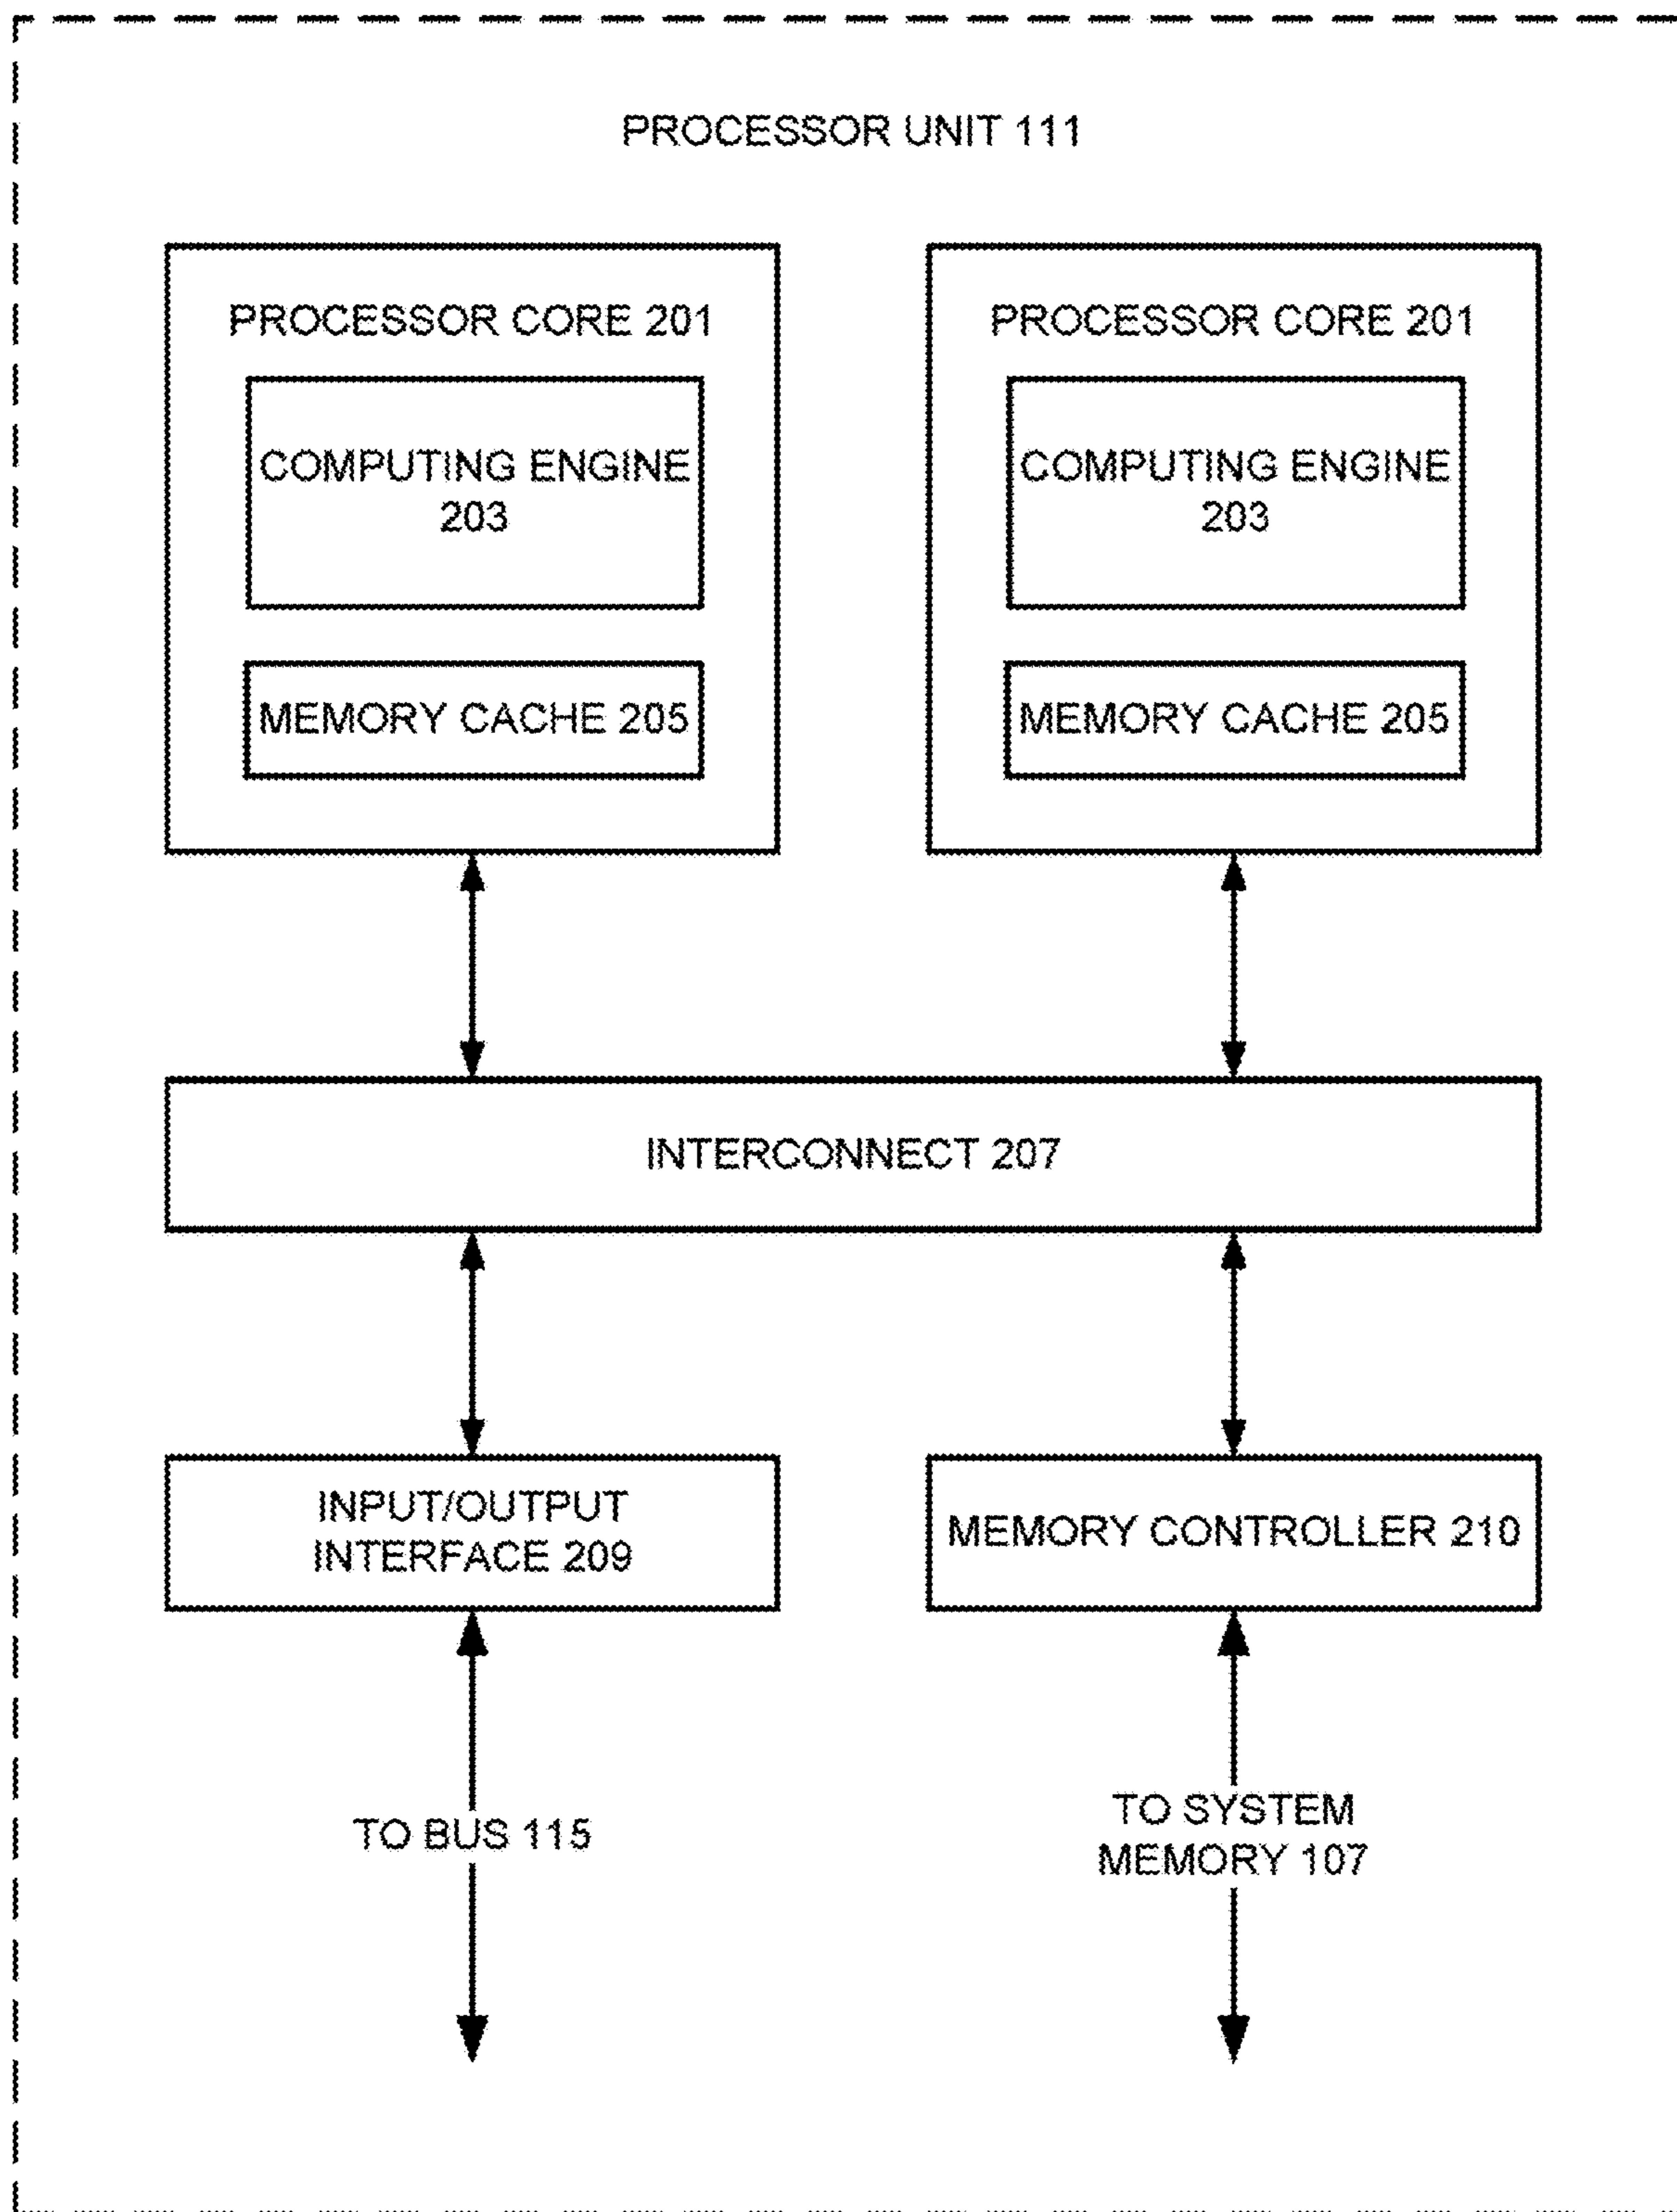 PROCESSOR UNIT 111
PROCESSOR CORE 201
COMPUTING ENGINE
203
MEMORY CACHE 205
PROCESSOR CORE 201
COMPUTING ENGINE
203
MEMORY CACHE 205
INTERCONNECT 207
INPUT/OUTPUT
INTERFACE 209
MEMORY CONTROLLER 210
TO BUS 115
TO SYSTEM
MEMORY 107